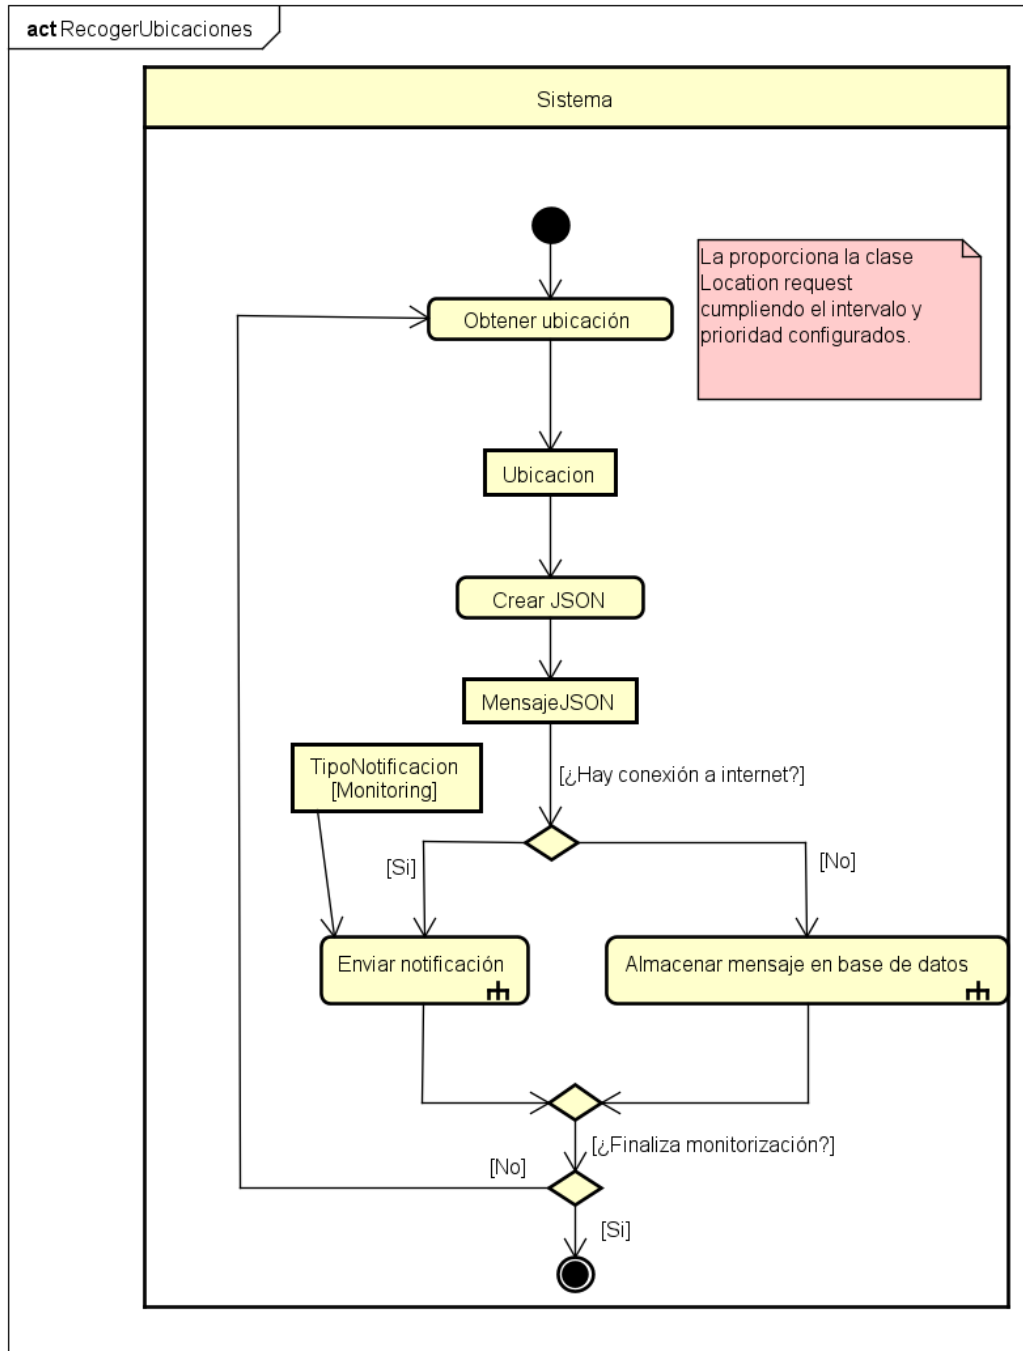 act RecogerUbicaciones
Sistema
La proporciona la clase
Location request
cumpliendo el intervalo y
prioridad configurados.
Obtener ubicación
Ubicacion
Crear JSON
MensajeJSON
TipoNotificacion
[Monitoring]
[¿Hay conexión a internet?]
[Si]
[No]
Enviar notificación
Almacenar mensaje en base de datos
[¿Finaliza monitorización?]
[No]
[Si]